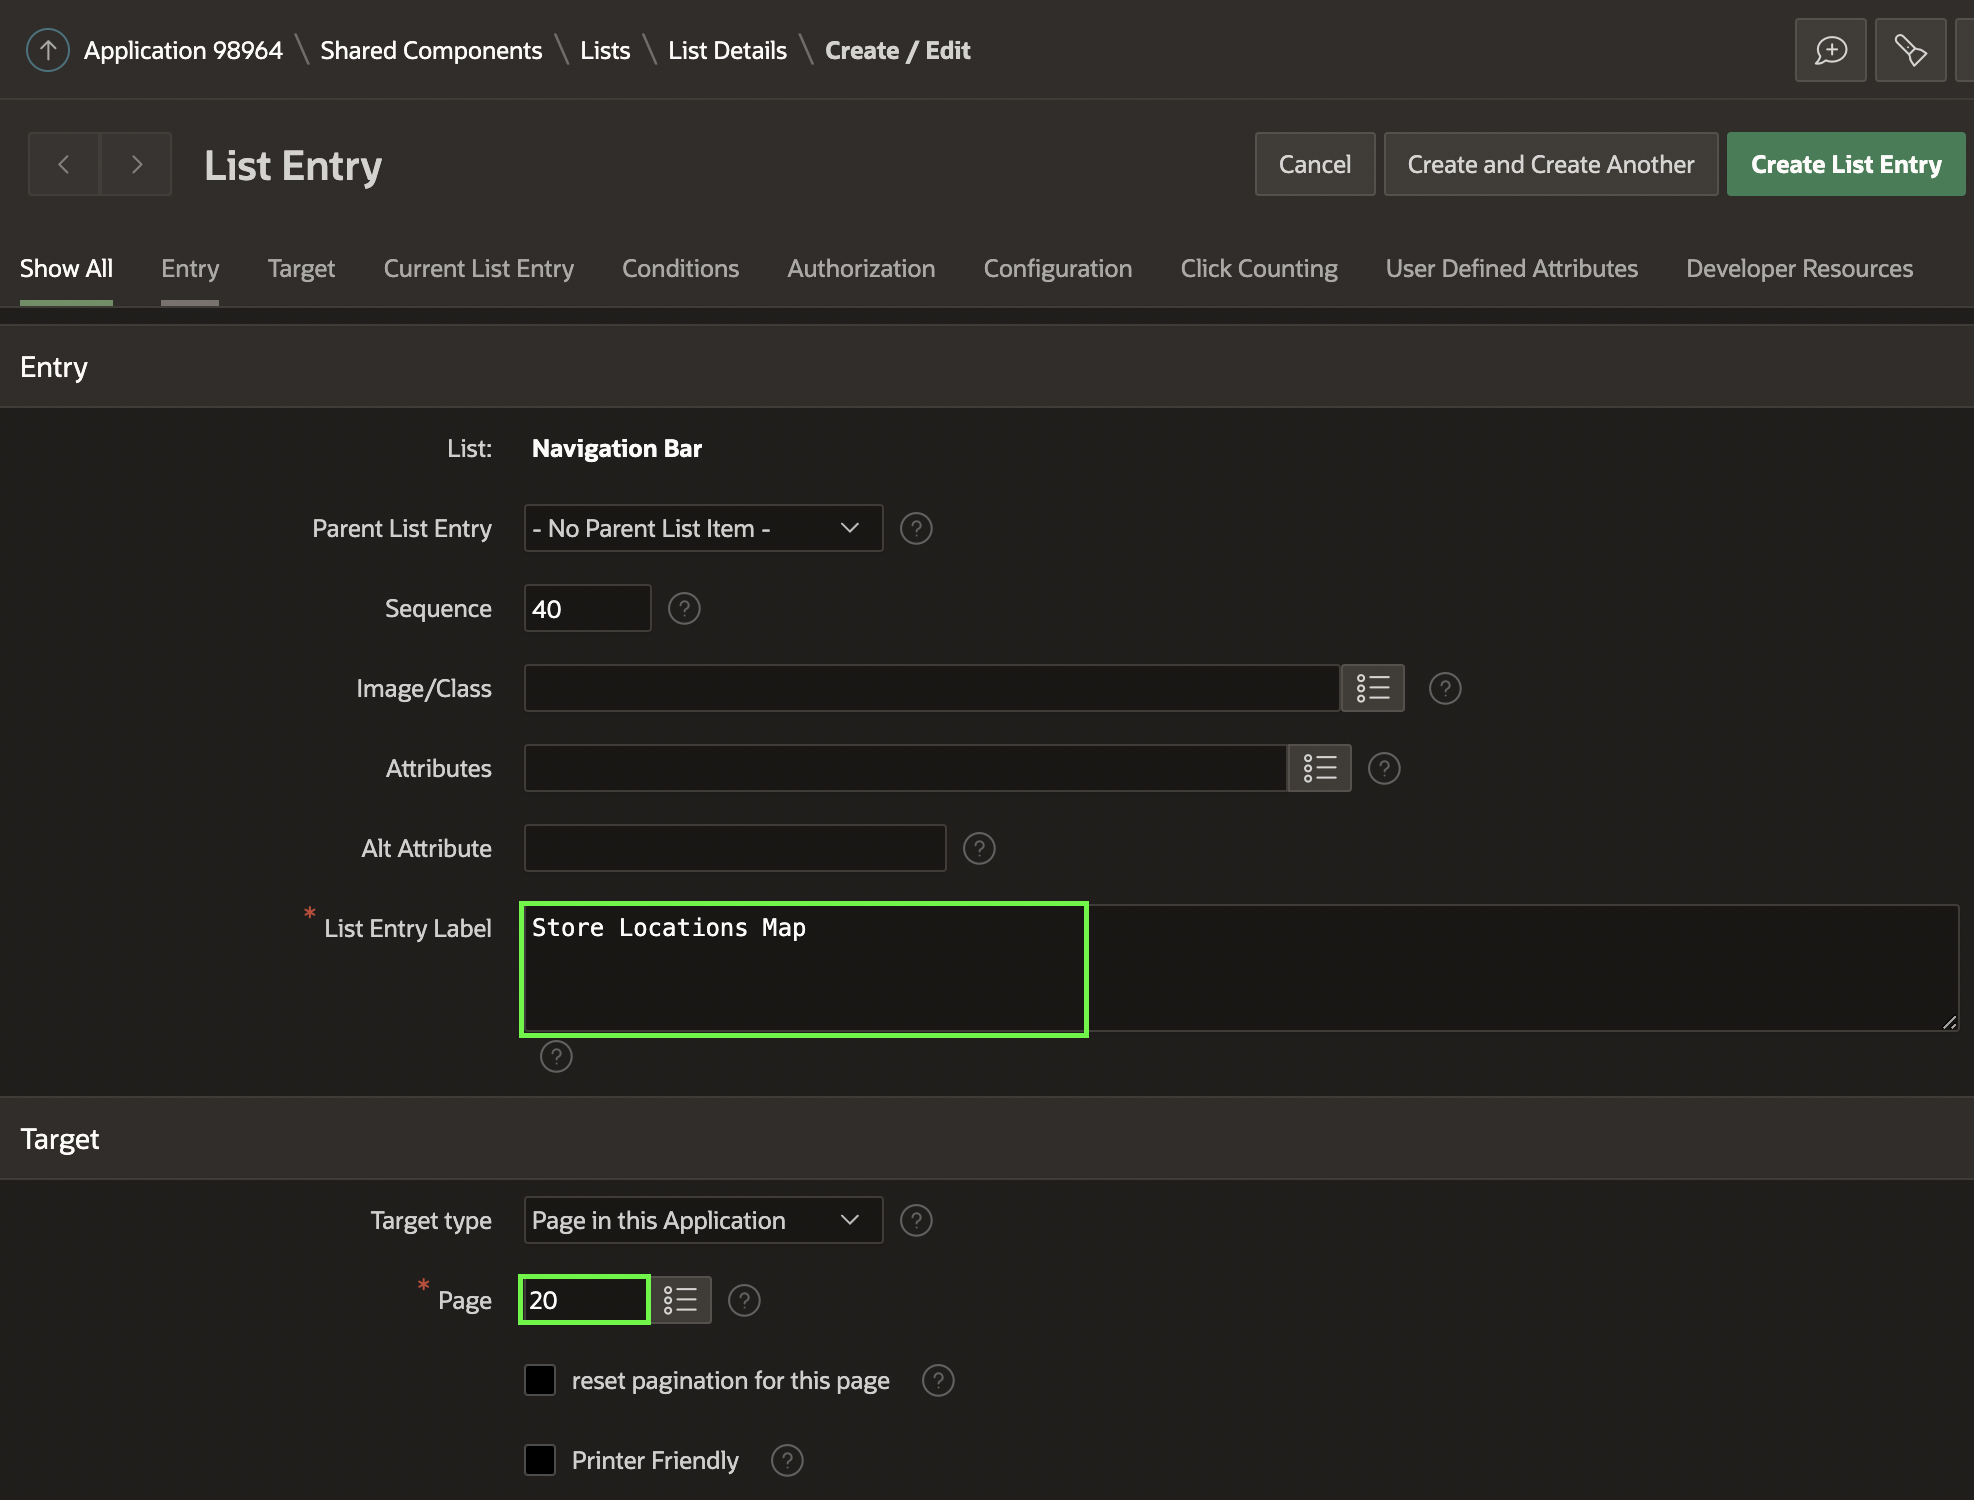 Application 98964 \ Shared Components \ Lists \ List Details \ Create / Edit
List Entry
Cancel
Create and Create Another
Create List Entry
Show All Entry Target Current List Entry Conditions Authorization Configuration Click Counting User Defined Attributes Developer Resources
Entry
List: Navigation Bar
Parent List Entry - No Parent List Item - ?
Sequence 40 ?
Image/Class ?
Attributes ?
Alt Attribute ?
* List Entry Label Store Locations Map
?
Target
Target type Page in this Application ?
* Page 20 ?
reset pagination for this page ?
Printer Friendly ?